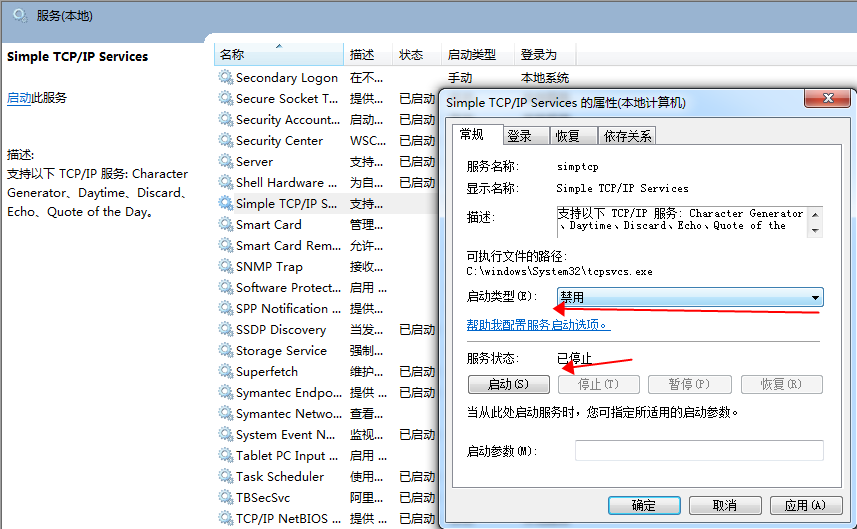 服务(本地)
Simple TCP/IP Services
启动此服务
描述:
支持以下 TCP/IP 服务: Character
Generator、Daytime、Discard、
Echo、Quote of the Day。
名称 描述 状态 启动类型 登录为
Secondary Logon 在不... 手动 本地系统
Secure Socket T... 提供... 已启动
Security Account... 启动... 已启动
Security Center WSC... 已启动
Server 支持... 已启动
Shell Hardware ... 为自... 已启动
Simple TCP/IP S... 支持...
Smart Card 管理...
Smart Card Rem... 允许...
SNMP Trap 接收...
Software Protect... 启用 ...
SPP Notification ... 提供...
SSDP Discovery 当发... 已启动
Storage Service 强制...
Superfetch 维护... 已启动
Symantec Endpo... 提供 ... 已启动
Symantec Netwo... 查看...
System Event N... 监视... 已启动
Tablet PC Input ... 启用 ...
Task Scheduler 使用... 已启动
TBSecSvc 阿里... 已启动
TCP/IP NetBIOS ... 提供 ... 已启动
Simple TCP/IP Services 的属性(本地计算机)
常规 登录 恢复 依存关系
服务名称: simptcp
显示名称: Simple TCP/IP Services
描述: 支持以下 TCP/IP 服务: Character Generator
、Daytime、Discard、Echo、Quote of the
可执行文件的路径:
C:\windows\System32\tcpsvcs.exe
启动类型(E): 禁用
帮助我配置服务启动选项。
服务状态: 已停止
启动(S) 停止(T) 暂停(P) 恢复(R)
当从此处启动服务时，您可指定所适用的启动参数。
启动参数(M):
确定 取消 应用(A)